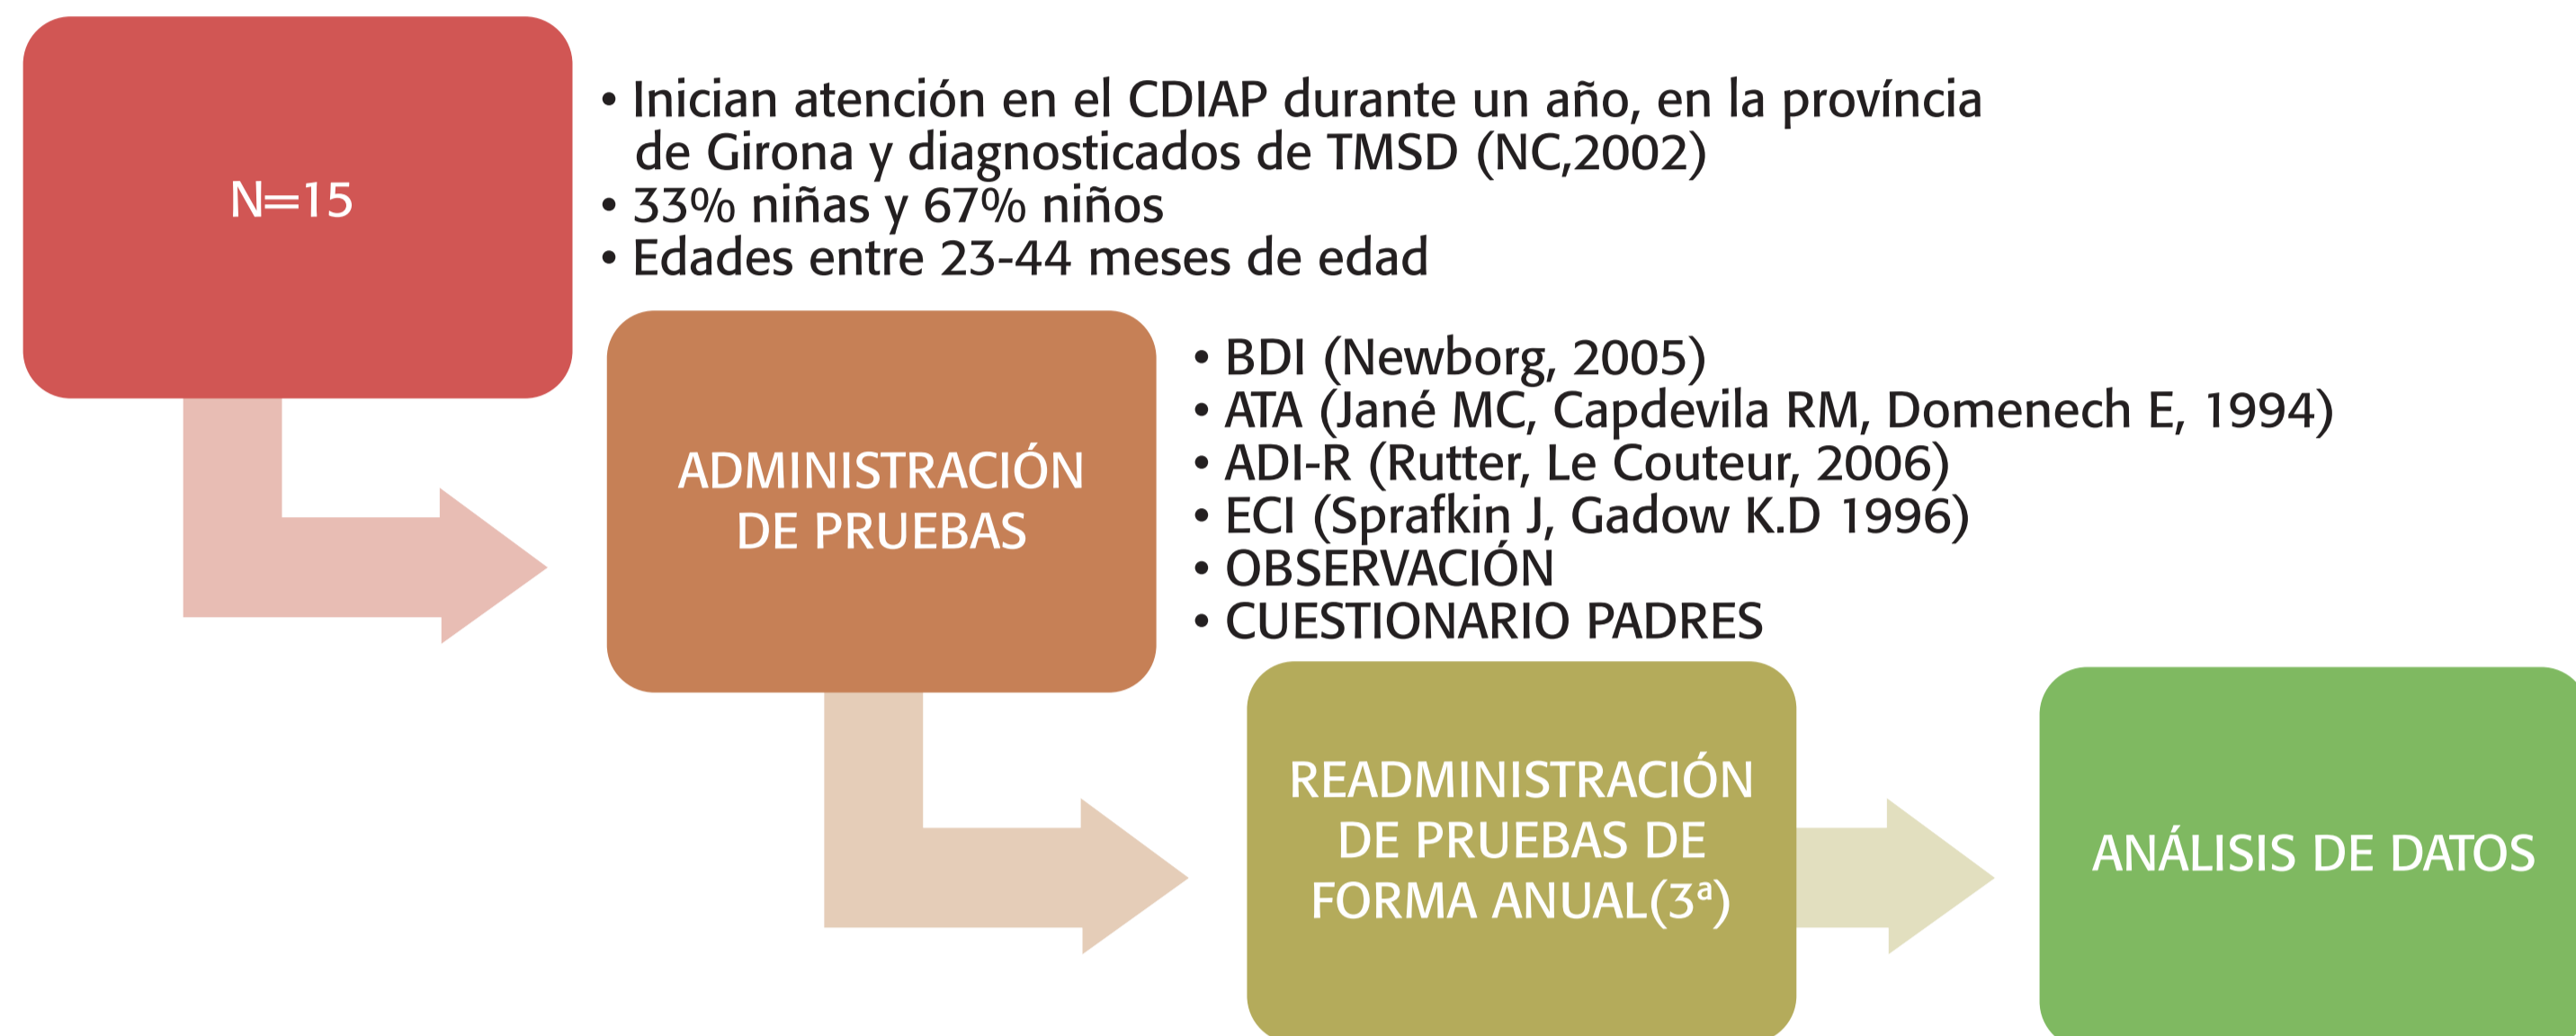 N=15
• Inician atención en el CDIAP durante un año, en la província
de Girona y diagnosticados de TMSD (NC,2002)
• 33% niñas y 67% niños
• Edades entre 23-44 meses de edad
ADMINISTRACIÓN
DE PRUEBAS
• BDI (Newborg, 2005)
• ATA (Jané MC, Capdevila RM, Domenech E, 1994)
• ADI-R (Rutter, Le Couteur, 2006)
• ECI (Sprafkin J, Gadow K.D 1996)
• OBSERVACIÓN
• CUESTIONARIO PADRES
READMINISTRACIÓN
DE PRUEBAS DE
FORMA ANUAL(3ª)
ANÁLISIS DE DATOS